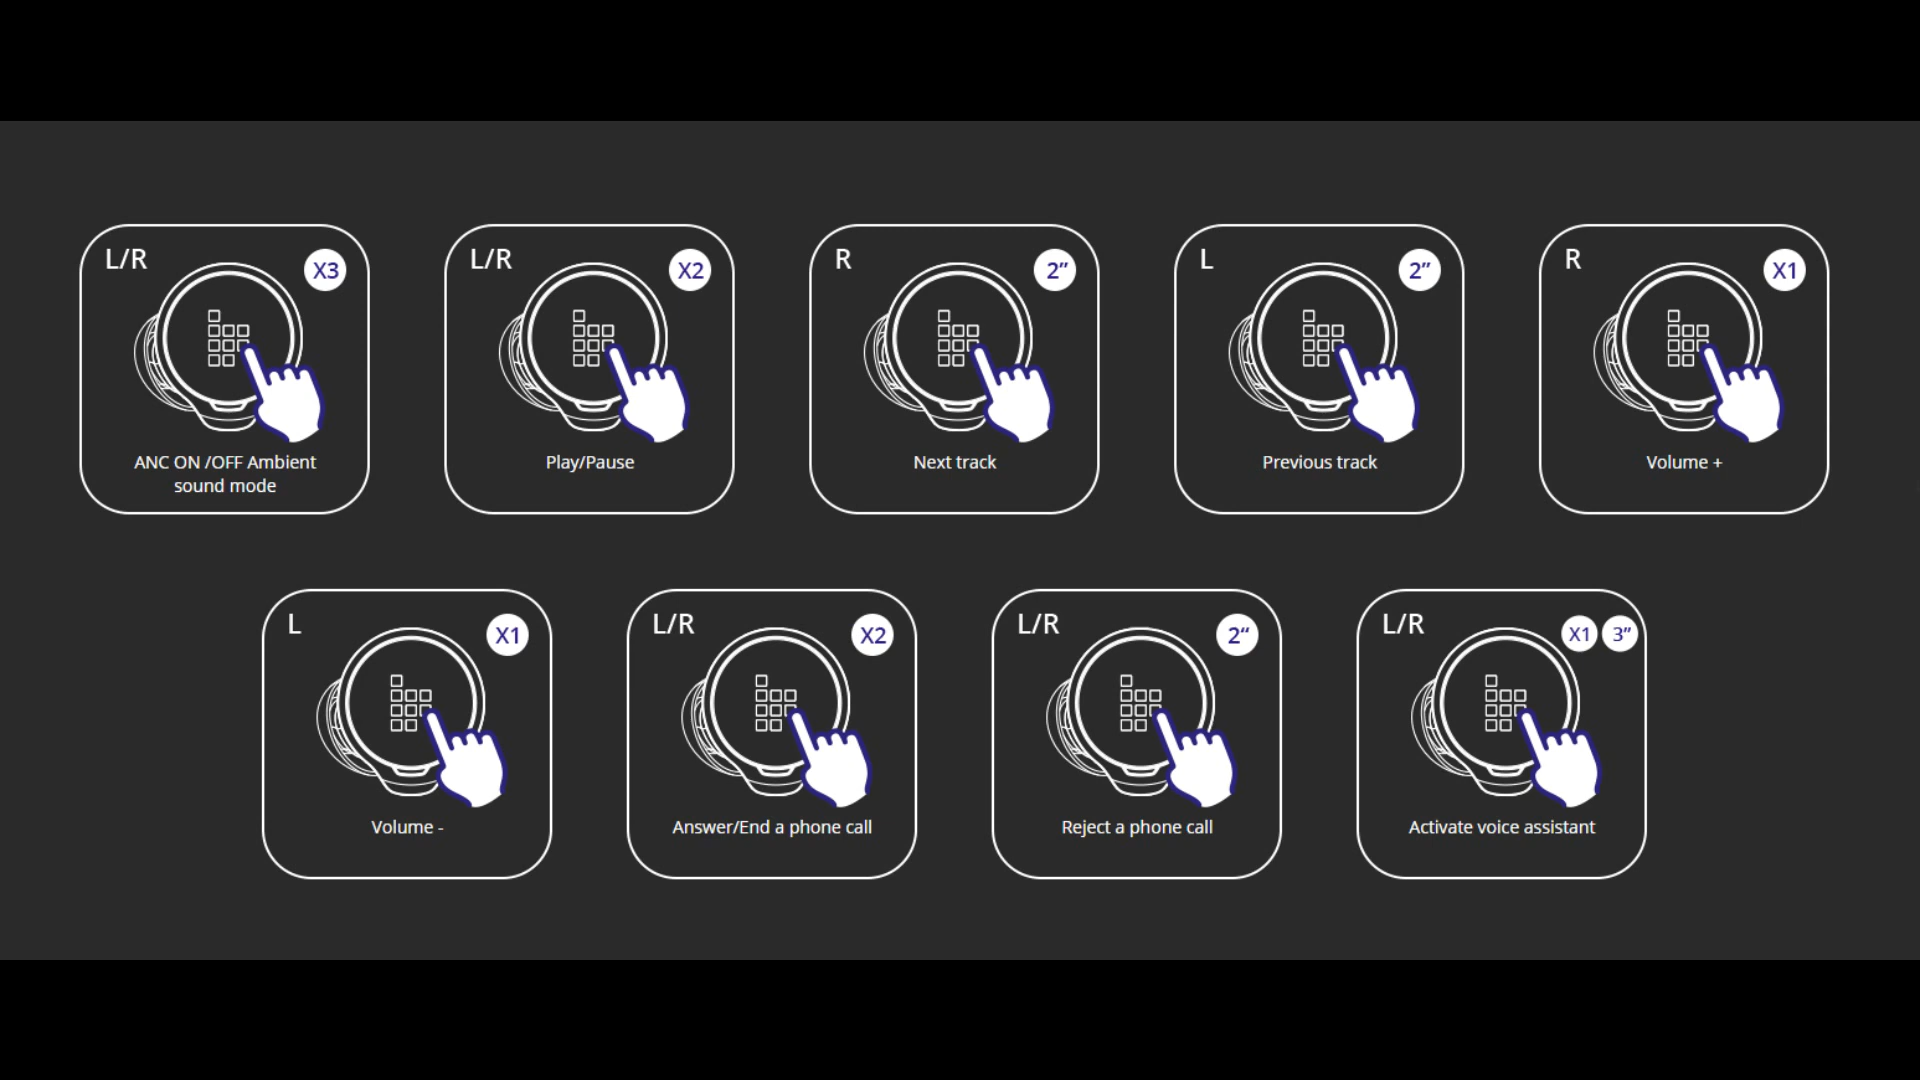 L/R
X3
ANC ON /OFF Ambient
sound mode
L/R
X2
Play/Pause
R
2”
Next track
L
2”
Previous track
R
X1
Volume +
L
X1
Volume -
L/R
X2
Answer/End a phone call
L/R
2“
Reject a phone call
L/R
X1 3”
Activate voice assistant